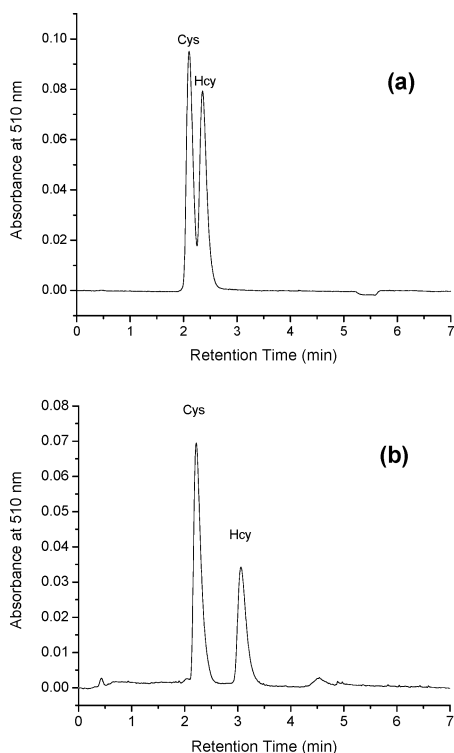 Cys
Hcy
(a)
0.10
0.08
0.06
0.04
0.02
0.00
Absorbance at 510 nm
0 1 2 3 4 5 6 7
Retention Time (min)
Cys
Hcy
(b)
0.08
0.07
0.06
0.05
0.04
0.03
0.02
0.01
0.00
Absorbance at 510 nm
0 1 2 3 4 5 6 7
Retention Time (min)